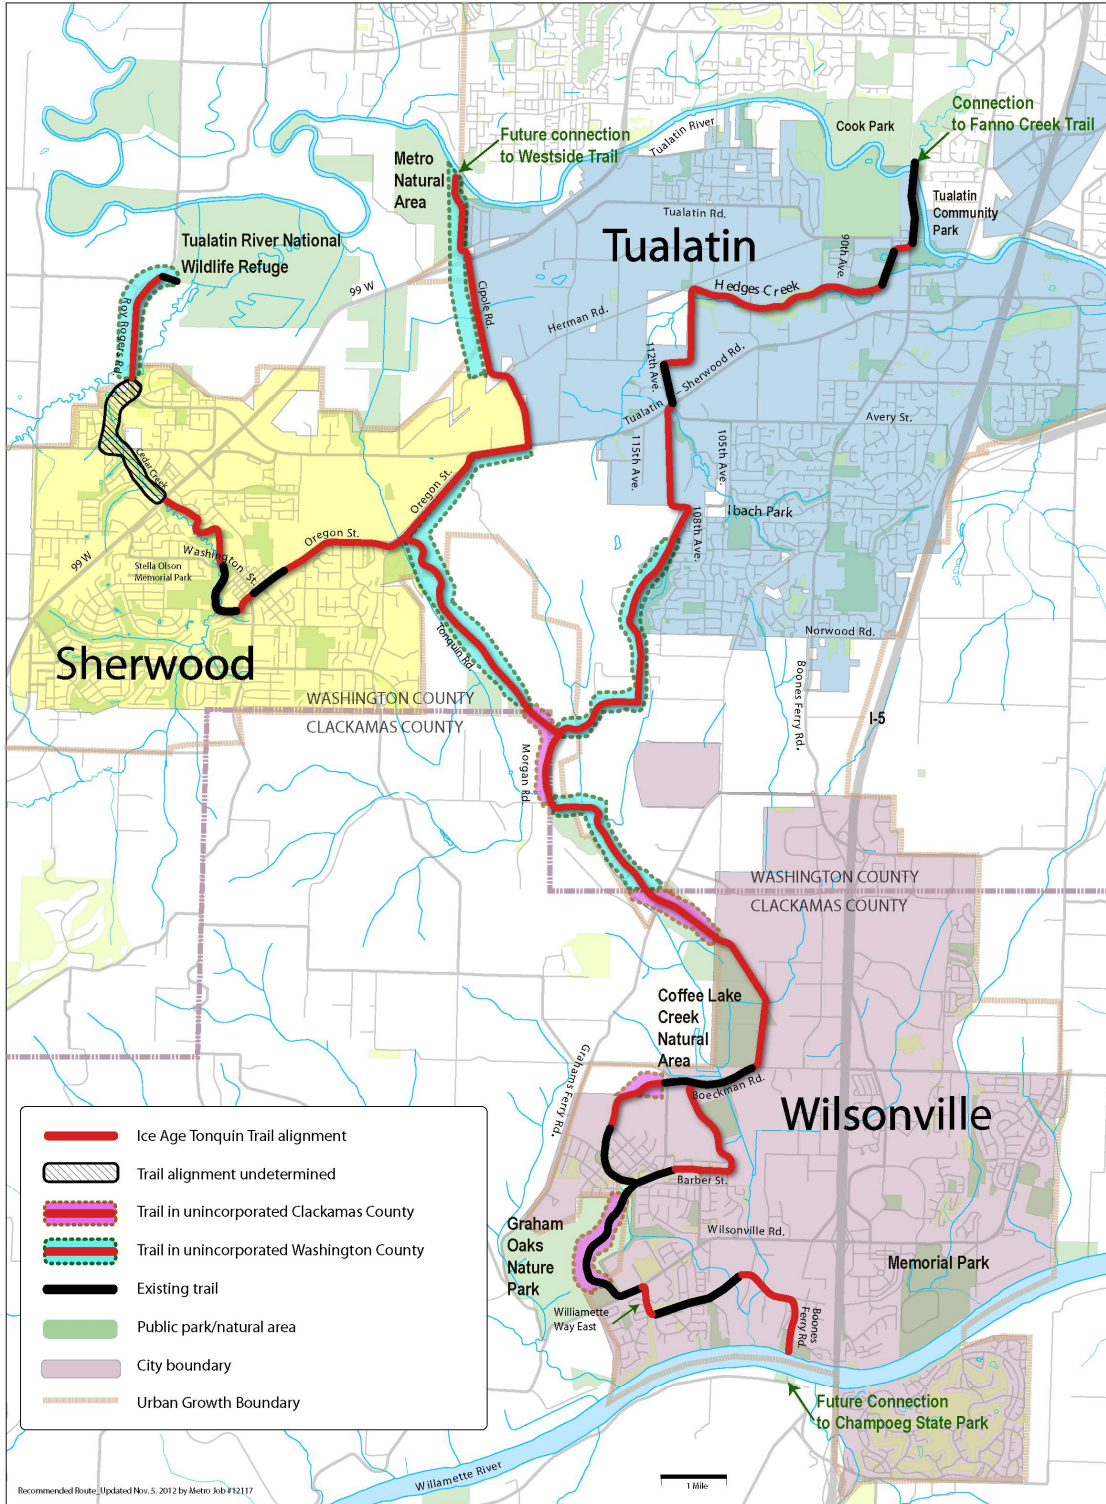 Connection
to Fanno Creek Trail
Cook Park
Future connection
to Westside Trail
Tualatin River
Metro
Natural
Area
Tualatin
Community
Park
Tualatin Rd.
Tualatin River National
Wildlife Refuge
Tualatin
90th Ave.
Hedges Creek
99 W
Cipole Rd.
Herman Rd.
Roy Rogers Rd.
112th Ave.
Tualatin – Sherwood Rd.
Avery St.
115th Ave.
105th Ave.
Cedar Creek
Oregon St.
108th Ave.
Ibach Park
Oregon St.
99 W
Washington St.
Stella Olson
Memorial Park
Tonquin Rd.
Norwood Rd.
Sherwood
Boones Ferry Rd.
WASHINGTON COUNTY
CLACKAMAS COUNTY
I-5
Morgan Rd.
WASHINGTON COUNTY
CLACKAMAS COUNTY
Coffee Lake
Creek
Natural
Area
Grahams Ferry Rd.
Boeckman Rd.
Wilsonville
Barber St.
Graham
Oaks
Nature
Park
Wilsonville Rd.
Memorial Park
Williamette
Way East
Boones
Ferry Rd.
Ice Age Tonquin Trail alignment
Trail alignment undetermined
Trail in unincorporated Clackamas County
Trail in unincorporated Washington County
Existing trail
Public park/natural area
City boundary
Urban Growth Boundary
Future Connection
to Champoeg State Park
Willamette River
1 Mile
Recommended Route_Updated Nov. 5. 2012 by Metro Job #12117